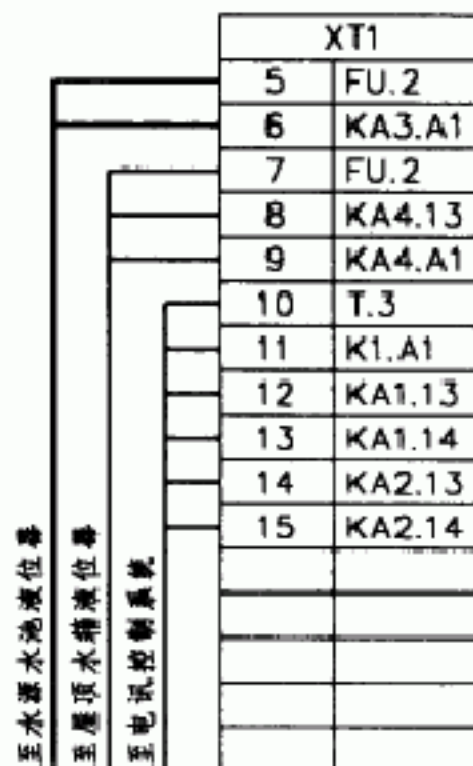 XT1
5 FU.2
6 KA3.A1
7 FU.2
8 KA4.13
9 KA4.A1
10 T.3
11 K1.A1
12 KA1.13
13 KA1.14
14 KA2.13
15 KA2.14
至水源水池液位器
至屋顶水箱液位器
至电讯控制系统